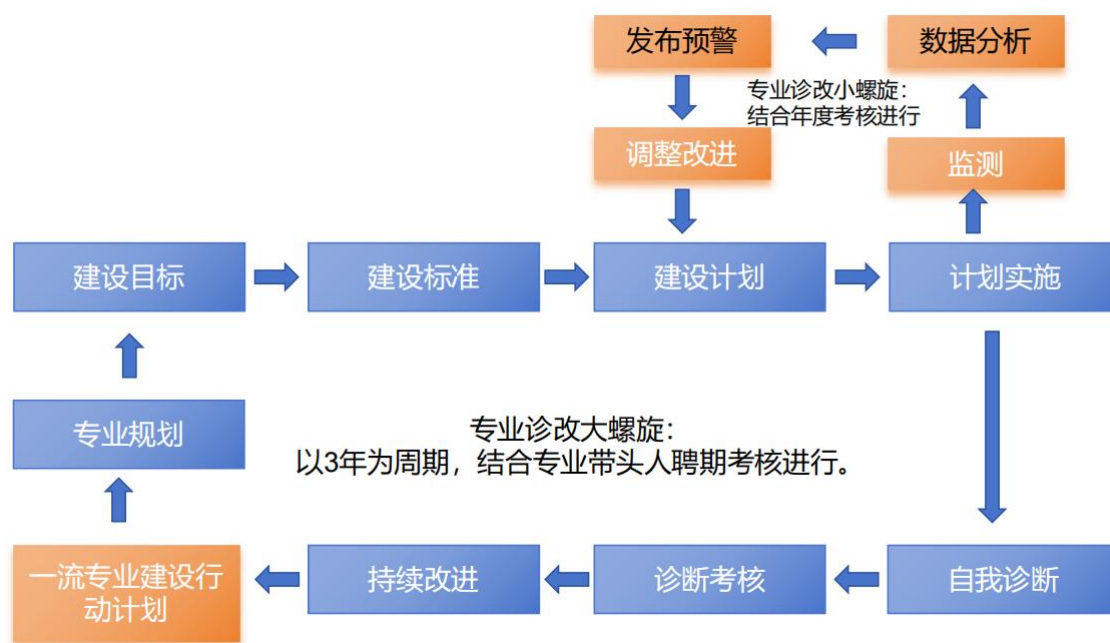 发布预警
数据分析
专业诊改小螺旋：
结合年度考核进行
调整改进
监测
建设目标
建设标准
建设计划
计划实施
专业规划
专业诊改大螺旋：
以3年为周期，结合专业带头人聘期考核进行。
一流专业建设行
动计划
持续改进
诊断考核
自我诊断